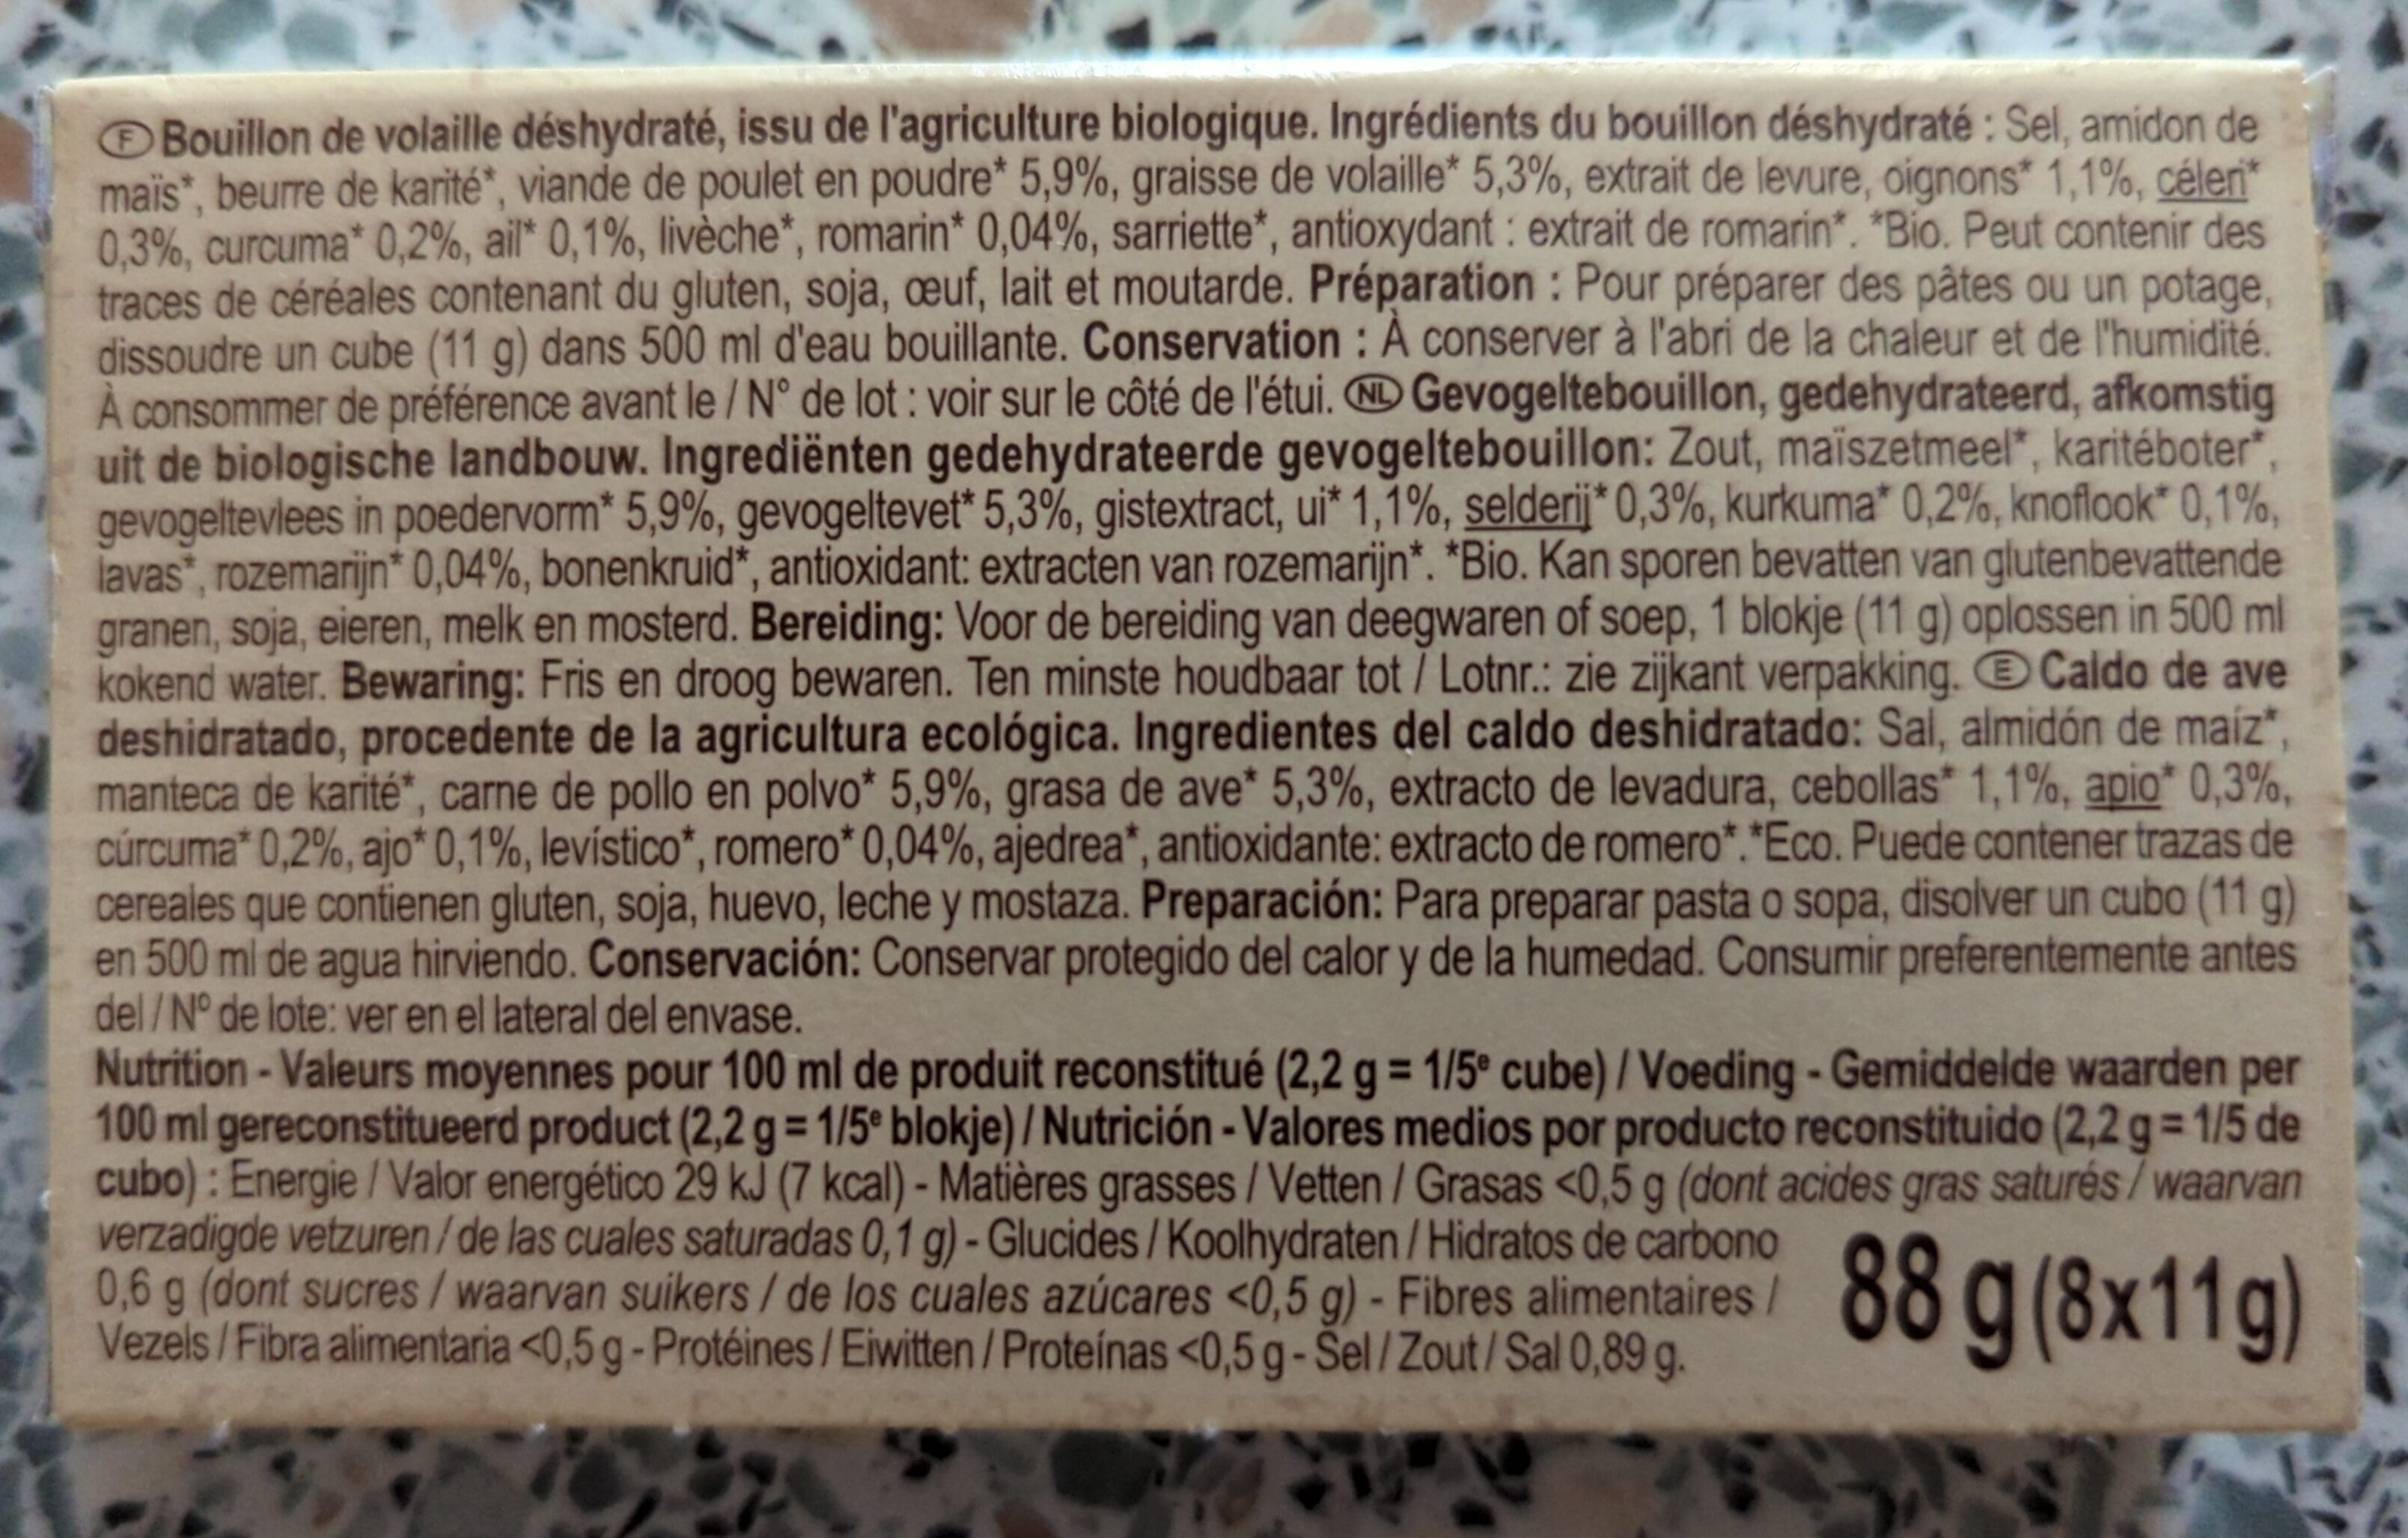 Ⓕ Bouillon de volaille déshydraté, issu de l'agriculture biologique. Ingrédients du bouillon déshydraté : Sel, amidon de
maïs*, beurre de karité*, viande de poulet en poudre* 5,9%, graisse de volaille* 5,3%, extrait de levure, oignons* 1,1%, céleri*
0,3%, curcuma* 0,2%, ail* 0,1%, livèche*, romarin* 0,04%, sarriette*, antioxydant : extrait de romarin*. *Bio. Peut contenir des
traces de céréales contenant du gluten, soja, œuf, lait et moutarde. Préparation : Pour préparer des pâtes ou un potage,
dissoudre un cube (11 g) dans 500 ml d'eau bouillante. Conservation : À conserver à l'abri de la chaleur et de l'humidité.
À consommer de préférence avant le / N° de lot : voir sur le côté de l'étui. NL Gevogeltebouillon, gedehydrateerd, afkomstig
uit de biologische landbouw. Ingrediënten gedehydrateerde gevogeltebouillon: Zout, maïszetmeel*, karitéboter*,
gevogeltevlees in poedervorm* 5,9%, gevogeltevet* 5,3%, gistextract, ui* 1,1%, selderij* 0,3%, kurkuma* 0,2%, knoflook* 0,1%,
lavas*, rozemarijn* 0,04%, bonenkruid*, antioxidant: extracten van rozemarijn*. *Bio. Kan sporen bevatten van glutenbevattende
granen, soja, eieren, melk en mosterd. Bereiding: Voor de bereiding van deegwaren of soep, 1 blokje (11 g) oplossen in 500 ml
kokend water. Bewaring: Fris en droog bewaren. Ten minste houdbaar tot / Lotnr.: zie zijkant verpakking. Ⓔ Caldo de ave
deshidratado, procedente de la agricultura ecológica. Ingredientes del caldo deshidratado: Sal, almidón de maíz*,
manteca de karité*, carne de pollo en polvo* 5,9%, grasa de ave* 5,3%, extracto de levadura, cebollas* 1,1%, apio* 0,3%,
cúrcuma* 0,2%, ajo* 0,1%, levístico*, romero* 0,04%, ajedrea*, antioxidante: extracto de romero*. *Eco. Puede contener trazas de
cereales que contienen gluten, soja, huevo, leche y mostaza. Preparación: Para preparar pasta o sopa, disolver un cubo (11 g)
en 500 ml de agua hirviendo. Conservación: Conservar protegido del calor y de la humedad. Consumir preferentemente antes
del / Nº de lote: ver en el lateral del envase.
Nutrition - Valeurs moyennes pour 100 ml de produit reconstitué (2,2 g = 1/5ᵉ cube) / Voeding - Gemiddelde waarden per
100 ml gereconstitueerd product (2,2 g = 1/5ᵉ blokje) / Nutrición - Valores medios por producto reconstituido (2,2 g = 1/5 de
cubo) : Energie / Valor energético 29 kJ (7 kcal) - Matières grasses / Vetten / Grasas <0,5 g (dont acides gras saturés / waarvan
verzadigde vetzuren / de las cuales saturadas 0,1 g) - Glucides / Koolhydraten / Hidratos de carbono
0,6 g (dont sucres / waarvan suikers / de los cuales azúcares <0,5 g) - Fibres alimentaires /
Vezels / Fibra alimentaria <0,5 g - Protéines / Eiwitten / Proteínas <0,5 g - Sel / Zout / Sal 0,89 g.
88 g (8x11g)